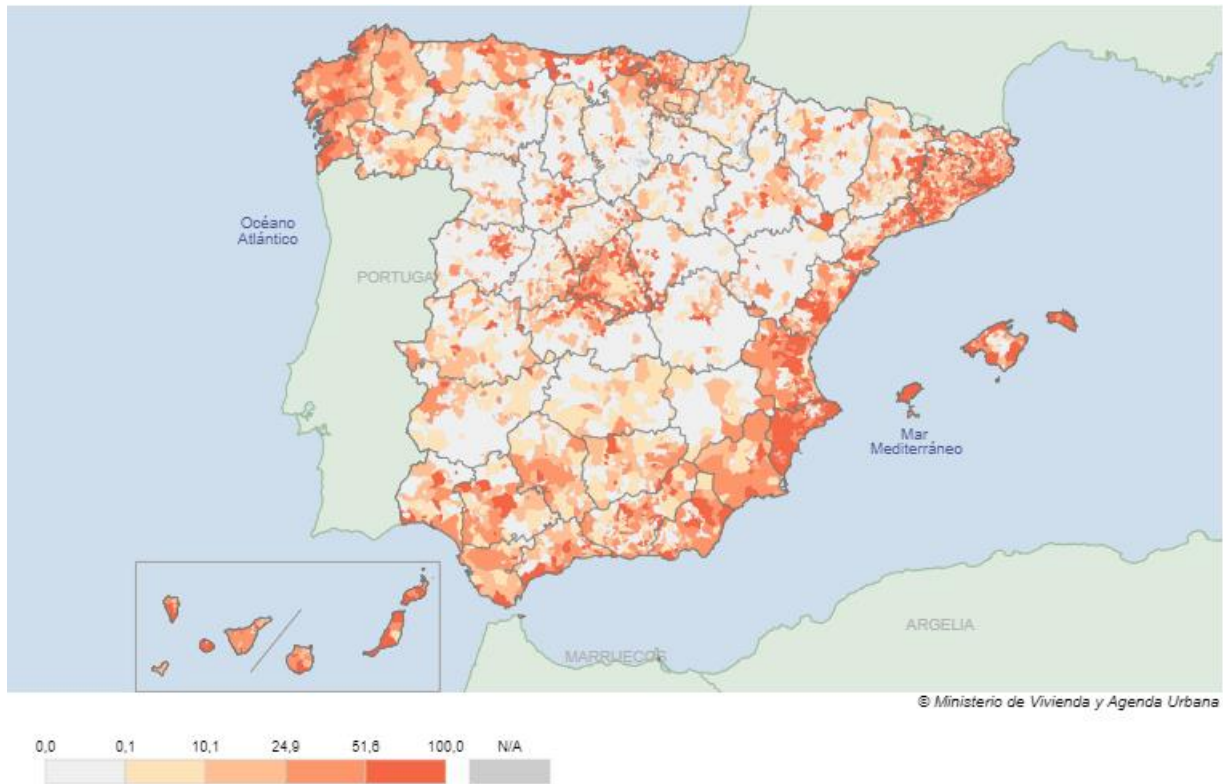 Océano
Atlántico
PORTUGAL
Mar
Mediterráneo
ARGELIA
MARRUECOS
© Ministerio de Vivienda y Agenda Urbana
0,0 0,1 10,1 24,9 51,6 100,0 N/A